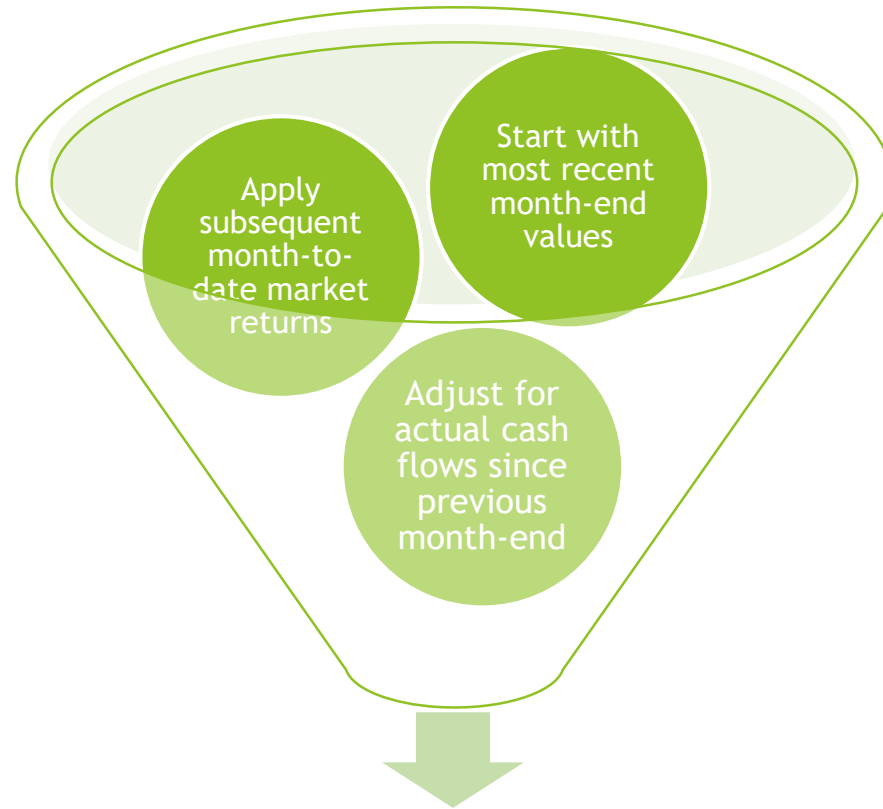 Start with
most recent
month-end
values
Apply
subsequent
month-to-
date market
returns
Adjust for
actual cash
flows since
previous
month-end